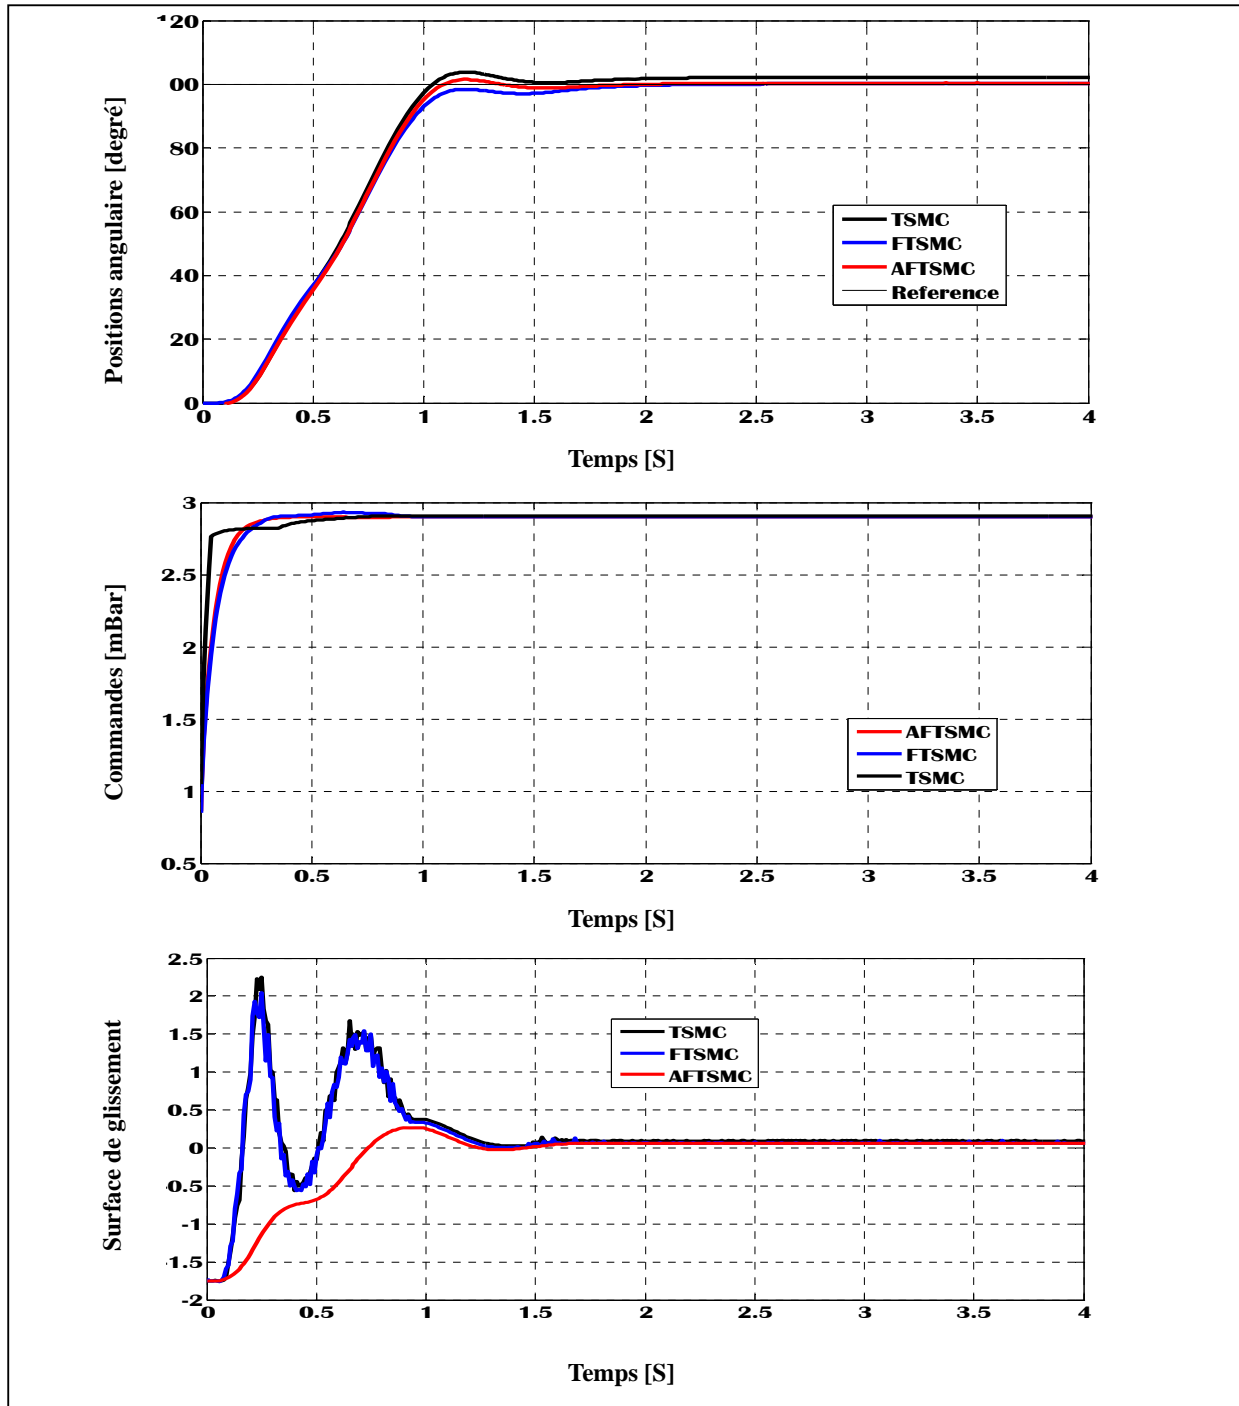 120
00
80
60
40
20
0
Positions angulaire [degré]
TSMC
FTSMC
AFTSMC
Reference
0 0.5 1 1.5 2 2.5 3 3.5 4
Temps [S]
3
2.5
2
1.5
1
0.5
Commandes [mBar]
AFTSMC
FTSMC
TSMC
0 0.5 1 1.5 2 2.5 3 3.5 4
Temps [S]
2.5
2
1.5
1
0.5
0
0.5
-1
1.5
-2
Surface de glissement
TSMC
FTSMC
AFTSMC
0 0.5 1 1.5 2 2.5 3 3.5 4
Temps [S]